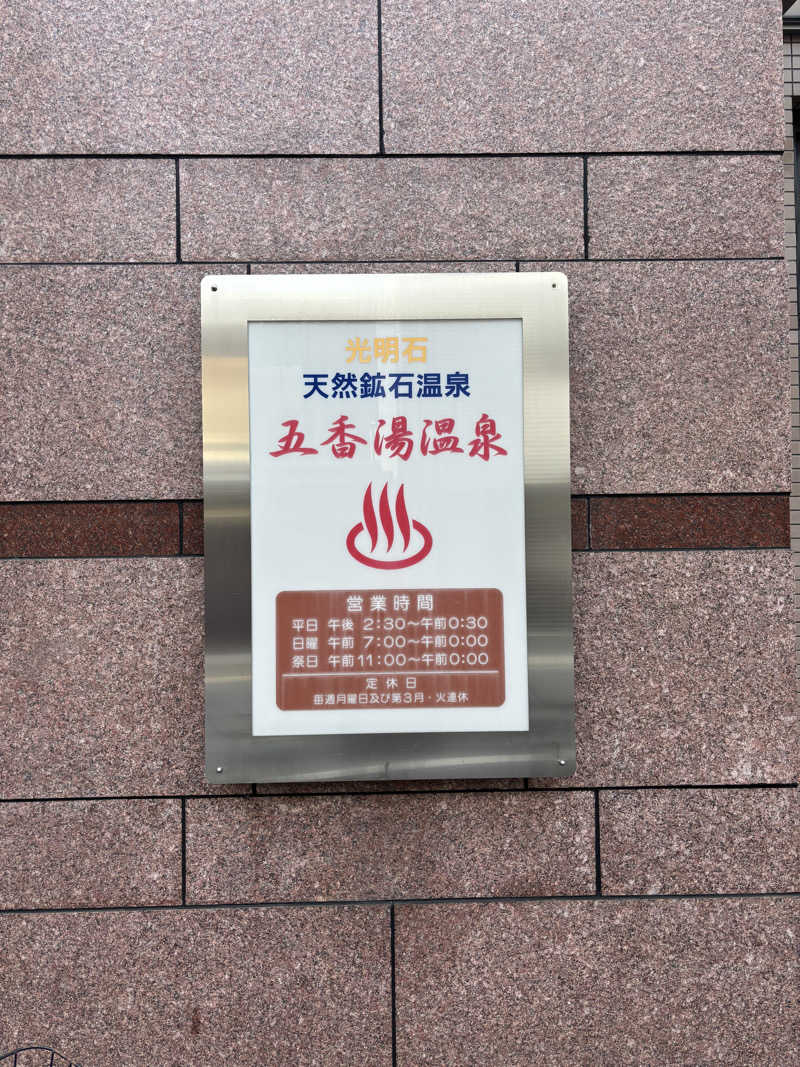 光明石
天然鉱石温泉
五香湯温泉
営業時間
平日 午後 2:30〜午前0:30
日曜 午前 7:00〜午前0:00
祭日 午前11:00〜午前0:00
定休日
毎週月曜日及び第3月・火連休